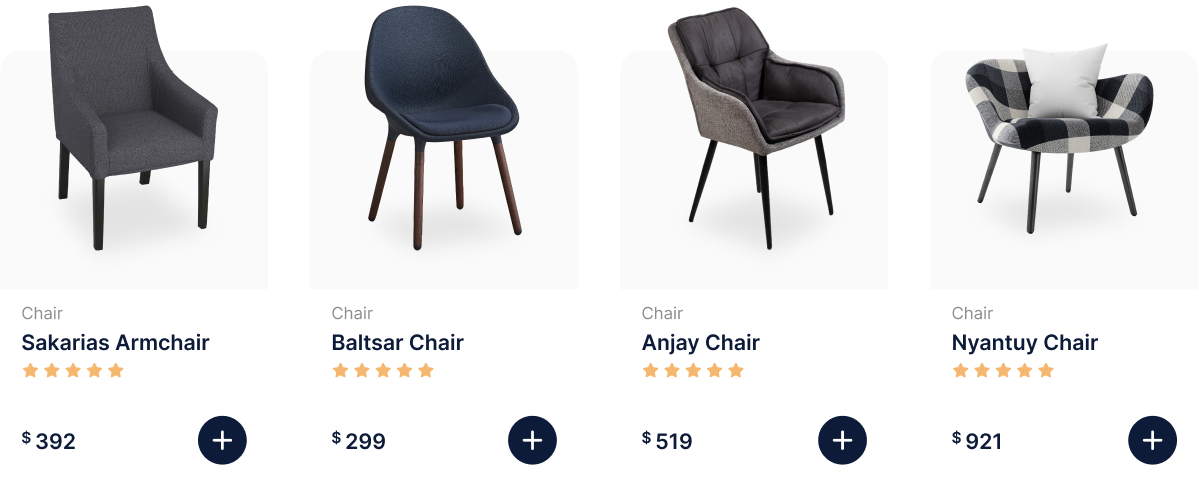 Chair
Sakarias Armchair
$ 392
Chair
Baltsar Chair
$ 299
Chair
Anjay Chair
$ 519
Chair
Nyantuy Chair
$ 921